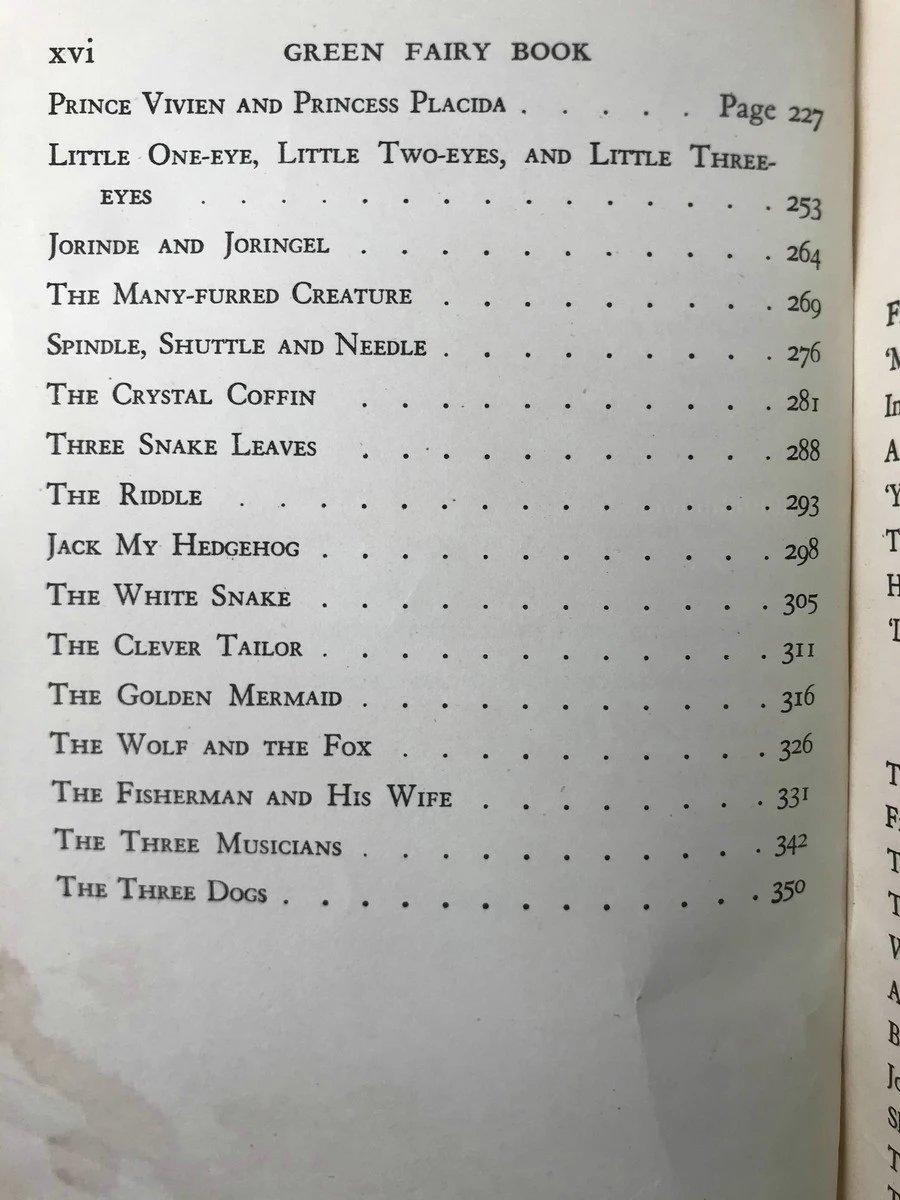 xvi GREEN FAIRY BOOK
PRINCE VIVIEN AND PRINCESS PLACIDA . . . . . Page 227
LITTLE ONE-EYE, LITTLE TWO-EYES, AND LITTLE THREE-
EYES . . . . . . . . . . . . . . . 253
JORINDE AND JORINGEL . . . . . . . . . . . 264
THE MANY-FURRED CREATURE . . . . . . . . . 269
SPINDLE, SHUTTLE AND NEEDLE . . . . . . . . . 276
THE CRYSTAL COFFIN . . . . . . . . . . . 281
THREE SNAKE LEAVES . . . . . . . . . . . 288
THE RIDDLE . . . . . . . . . . . . . . 293
JACK MY HEDGEHOG . . . . . . . . . . . . 298
THE WHITE SNAKE . . . . . . . . . . . . 305
THE CLEVER TAILOR . . . . . . . . . . . . 311
THE GOLDEN MERMAID . . . . . . . . . . . 316
THE WOLF AND THE FOX . . . . . . . . . . 326
THE FISHERMAN AND HIS WIFE . . . . . . . . 331
THE THREE MUSICIANS . . . . . . . . . . . 342
THE THREE DOGS . . . . . . . . . . . . . 350